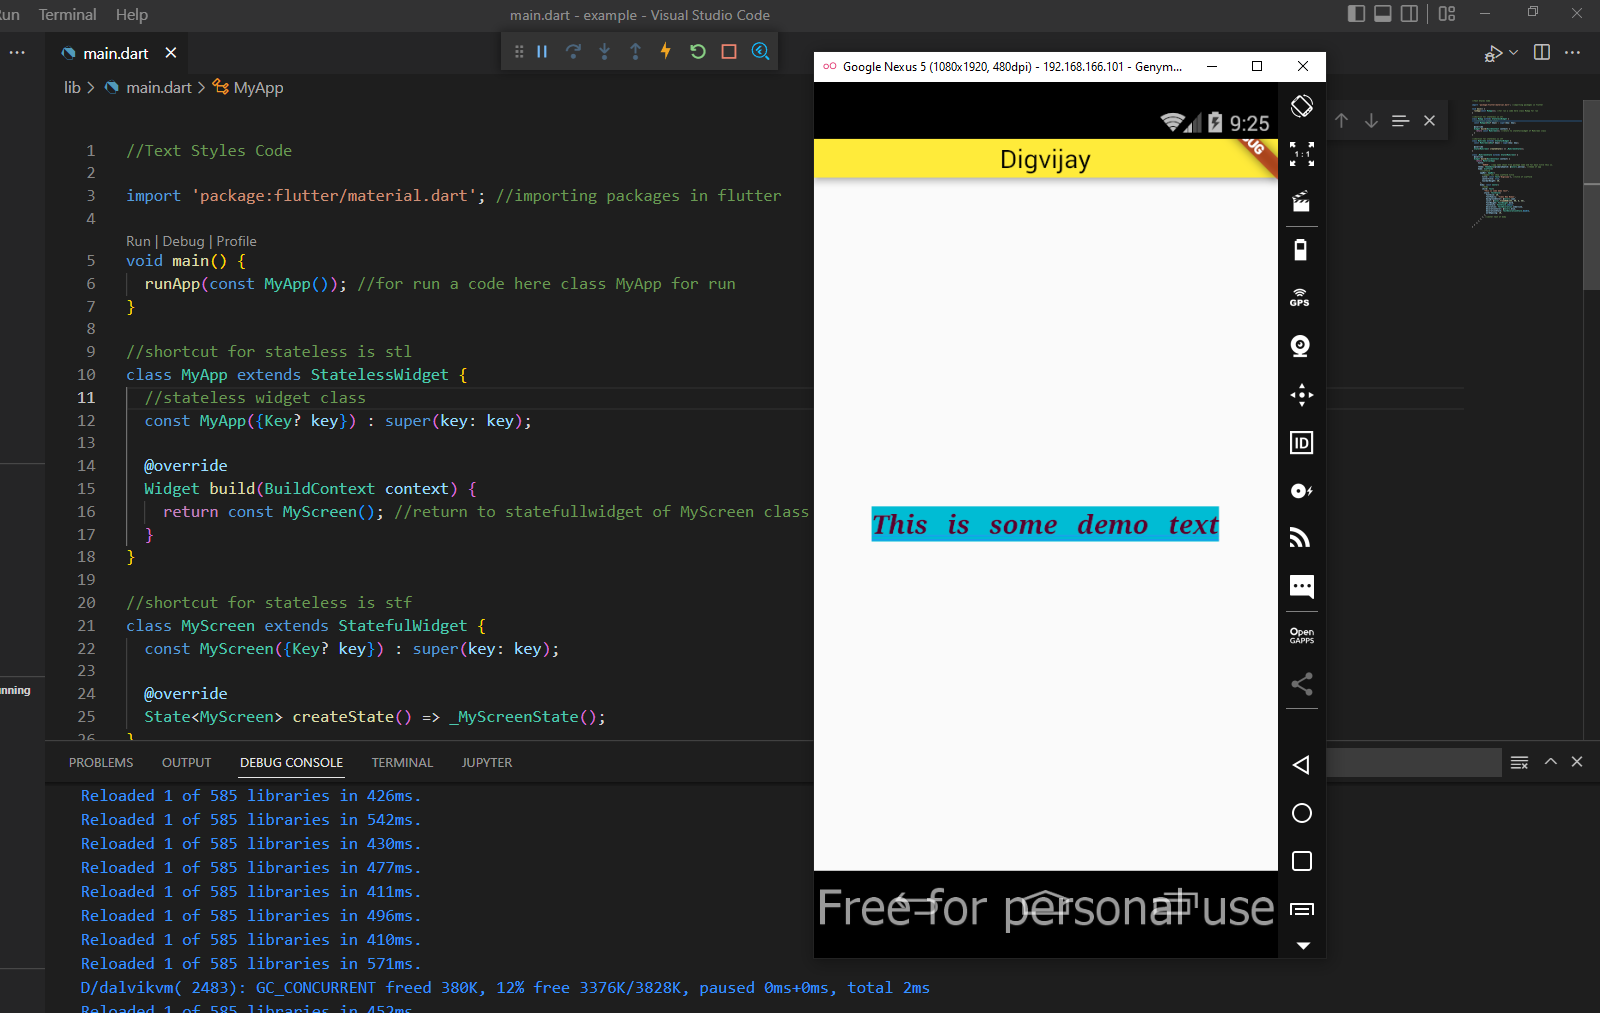 Run Terminal Help
main.dart - example - Visual Studio Code
main.dart
lib > main.dart > MyApp
1 //Text Styles Code
2
3 import 'package:flutter/material.dart'; //importing packages in flutter
4
Run | Debug | Profile
5 void main() {
6 runApp(const MyApp()); //for run a code here class MyApp for run
7 }
8
9 //shortcut for stateless is stl
10 class MyApp extends StatelessWidget {
11 //stateless widget class
12 const MyApp({Key? key}) : super(key: key);
13
14 @override
15 Widget build(BuildContext context) {
16 return const MyScreen(); //return to statefullwidget of MyScreen class
17 }
18 }
19
20 //shortcut for stateless is stf
21 class MyScreen extends StatefulWidget {
22 const MyScreen({Key? key}) : super(key: key);
23
24 @override
25 State<MyScreen> createState() => _MyScreenState();
26 }
nning
PROBLEMS OUTPUT DEBUG CONSOLE TERMINAL JUPYTER
Reloaded 1 of 585 libraries in 426ms.
Reloaded 1 of 585 libraries in 542ms.
Reloaded 1 of 585 libraries in 430ms.
Reloaded 1 of 585 libraries in 477ms.
Reloaded 1 of 585 libraries in 411ms.
Reloaded 1 of 585 libraries in 496ms.
Reloaded 1 of 585 libraries in 410ms.
Reloaded 1 of 585 libraries in 571ms.
D/dalvikvm( 2483): GC_CONCURRENT freed 380K, 12% free 3376K/3828K, paused 0ms+0ms, total 2ms
Reloaded 1 of 585 libraries in 452ms.
Google Nexus 5 (1080x1920, 480dpi) - 192.168.166.101 - Genym...
9:25
Digvijay
This is some demo text
Free for personal use
1:1
GPS
ID
Open
GAPPS